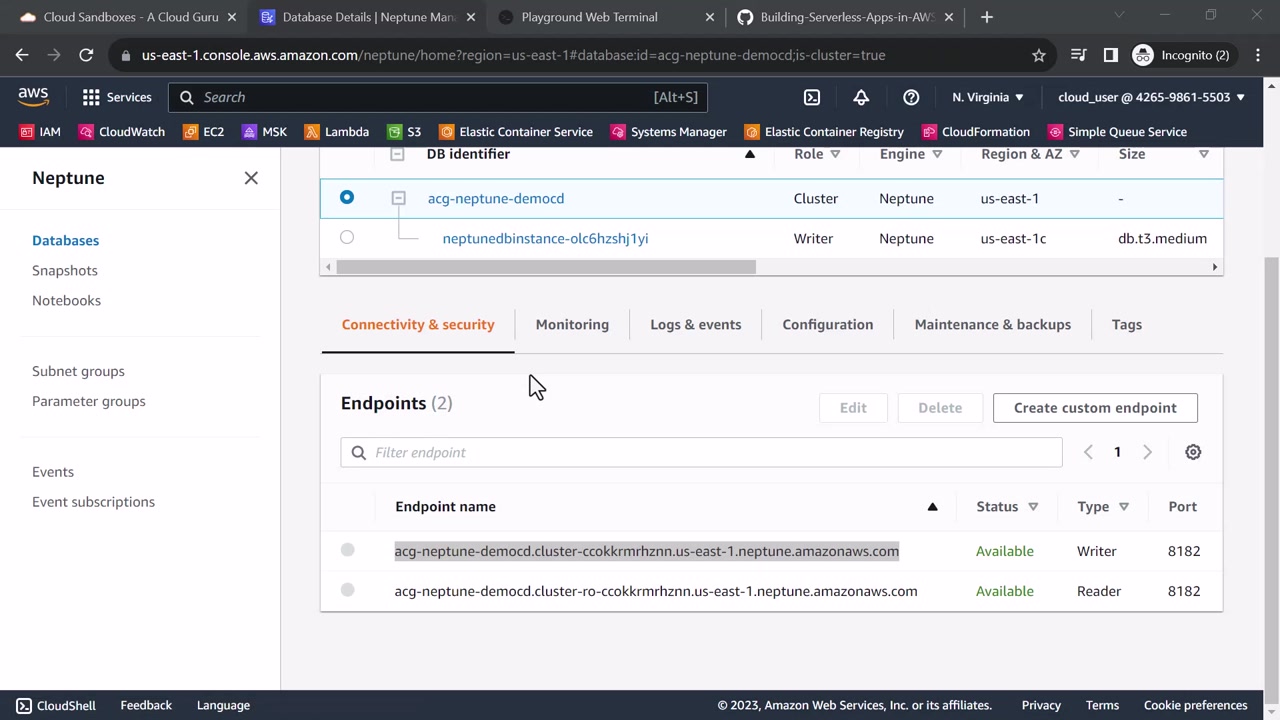 Cloud Sandboxes - A Cloud Guru
Database Details | Neptune Man
Playground Web Terminal
Building-Serverless-Apps-in-AWS
us-east-1.console.aws.amazon.com/neptune/home?region=us-east-1#database:id=acg-neptune-democd;is-cluster=true
Incognito (2)
aws Services Search [Alt+S] N. Virginia cloud_user @ 4265-9861-5503
IAM CloudWatch EC2 MSK Lambda S3 Elastic Container Service Systems Manager Elastic Container Registry CloudFormation Simple Queue Service
Neptune
Databases
Snapshots
Notebooks
Subnet groups
Parameter groups
Events
Event subscriptions
DB identifier Role Engine Region & AZ Size
acg-neptune-democd Cluster Neptune us-east-1 -
neptunedbinstance-olc6hzshj1yi Writer Neptune us-east-1c db.t3.medium
Connectivity & security Monitoring Logs & events Configuration Maintenance & backups Tags
Endpoints (2) Edit Delete Create custom endpoint
Filter endpoint 1
Endpoint name Status Type Port
acg-neptune-democd.cluster-ccokkrmrhznn.us-east-1.neptune.amazonaws.com Available Writer 8182
acg-neptune-democd.cluster-ro-ccokkrmrhznn.us-east-1.neptune.amazonaws.com Available Reader 8182
CloudShell Feedback Language © 2023, Amazon Web Services, Inc. or its affiliates. Privacy Terms Cookie preferences